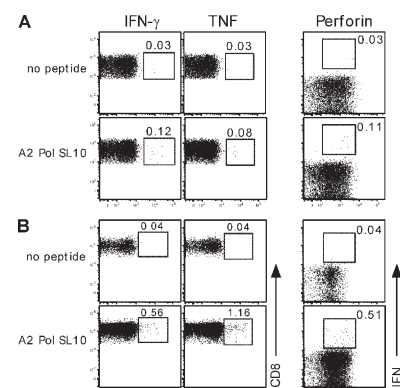 A
IFN-γ TNF Perforin
no peptide
0.03 0.03 0.03
A2 Pol SL10
0.12 0.08 0.11
B
no peptide
0.04 0.04 0.04
A2 Pol SL10
0.56 1.16 0.51
CD8
IFN